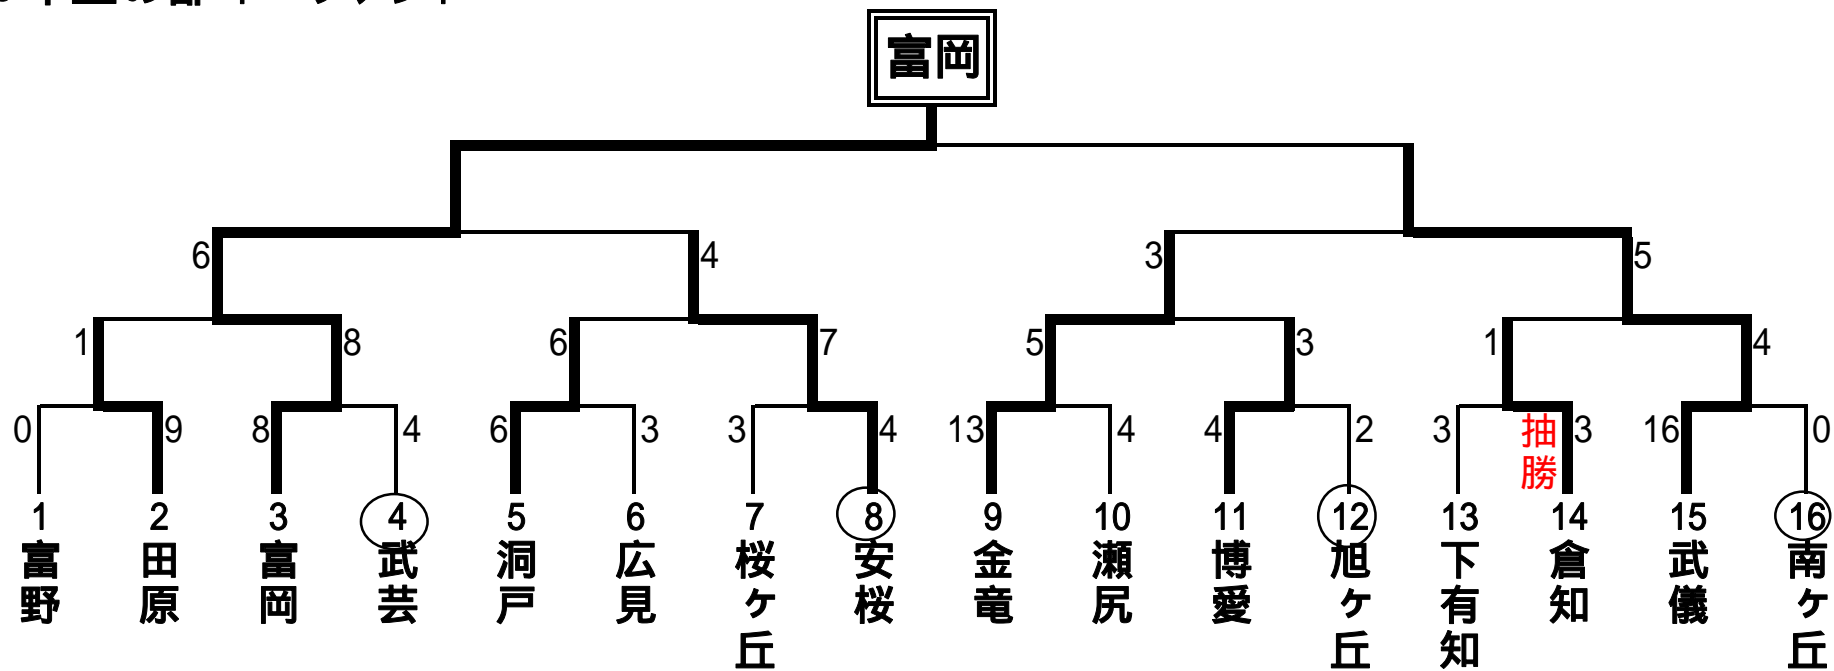 富岡
6 4 3 5
1 8 6 7 5 3 1 4
0 9 8 4 6 3 3 4 13 4 4 2 3 抽勝 3 16 0
1 2 3 4 5 6 7 8 9 10 11 12 13 14 15 16
富野 田原 富岡 武芸 洞戸 広見 桜ヶ丘 安桜 金竜 瀬尻 博愛 旭ヶ丘 下有知 倉知 武儀 南ヶ丘